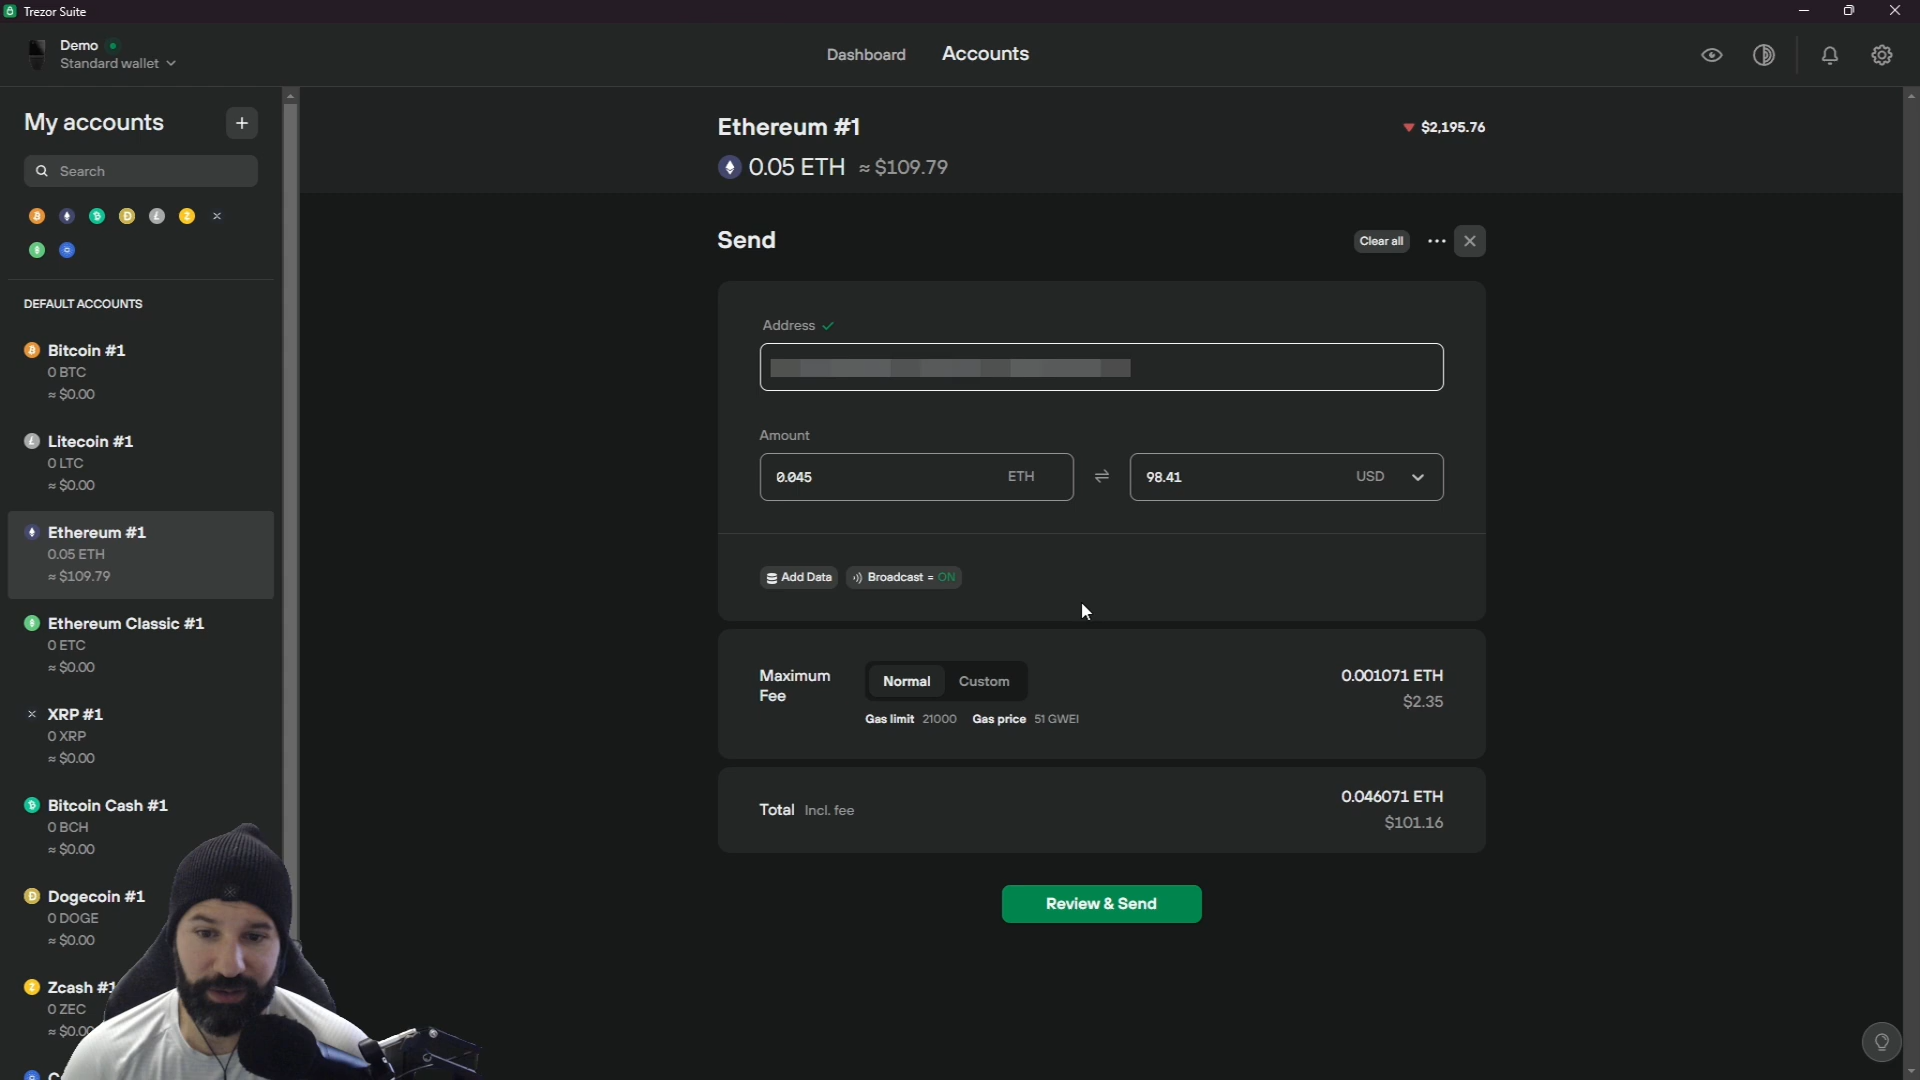 Trezor Suite
Demo
Standard wallet
Dashboard
Accounts
My accounts
+
Search
DEFAULT ACCOUNTS
Bitcoin #1
0 BTC
≈ $0.00
Litecoin #1
0 LTC
≈ $0.00
Ethereum #1
0.05 ETH
≈ $109.79
Ethereum Classic #1
0 ETC
≈ $0.00
XRP #1
0 XRP
≈ $0.00
Bitcoin Cash #1
0 BCH
≈ $0.00
Dogecoin #1
0 DOGE
≈ $0.00
Zcash #1
0 ZEC
≈ $0.00
Ethereum #1
$2,195.76
0.05 ETH ≈ $109.79
Send
Clear all
Address
Amount
0.045 ETH
98.41 USD
Add Data
Broadcast = ON
Maximum
Fee
Normal
Custom
Gas limit 21000 Gas price 51 GWEI
0.001071 ETH
$2.35
Total Incl. fee
0.046071 ETH
$101.16
Review & Send